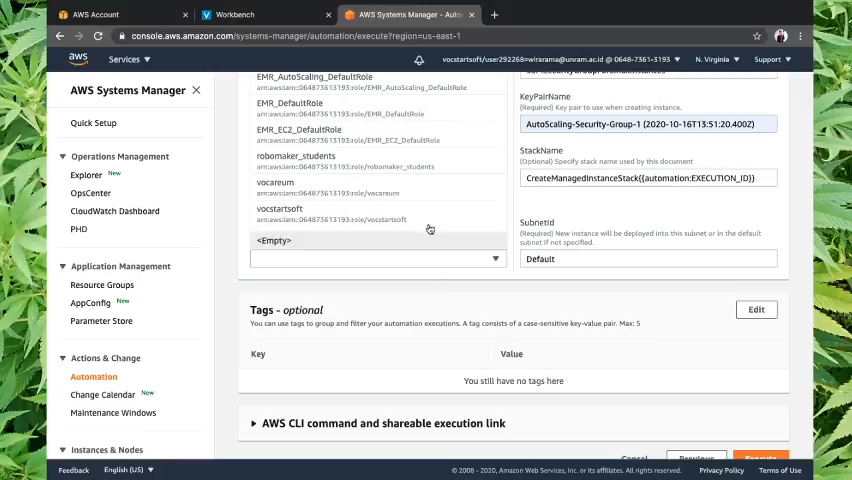 AWS Account
Workbench
AWS Systems Manager - Auto
console.aws.amazon.com/systems-manager/automation/execute?region=us-east-1
aws
Services
vocstartsoft/user292268=wirarama@unram.ac.id @ 0648-7361-3193
N. Virginia
Support
AWS Systems Manager
Quick Setup
Operations Management
Explorer New
OpsCenter
CloudWatch Dashboard
PHD
Application Management
Resource Groups
AppConfig New
Parameter Store
Actions & Change
Automation
Change Calendar New
Maintenance Windows
Instances & Nodes
EMR_AutoScaling_DefaultRole
arn:aws:iam::064873613193:role/EMR_AutoScaling_DefaultRole
EMR_DefaultRole
arn:aws:iam::064873613193:role/EMR_DefaultRole
EMR_EC2_DefaultRole
arn:aws:iam::064873613193:role/EMR_EC2_DefaultRole
robomaker_students
arn:aws:iam::064873613193:role/robomaker_students
vocareum
arn:aws:iam::064873613193:role/vocareum
vocstartsoft
arn:aws:iam::064873613193:role/vocstartsoft
<Empty>
KeyPairName
(Required) Key pair to use when creating instance.
AutoScaling-Security-Group-1 (2020-10-16T13:51:20.400Z)
StackName
(Optional) Specify stack name used by this document
CreateManagedInstanceStack{{automation:EXECUTION_ID}}
SubnetId
(Required) New instance will be deployed into this subnet or in the default
subnet if not specified.
Default
Tags - optional
Edit
You can use tags to group and filter your automation executions. A tag consists of a case-sensitive key-value pair. Max: 5
Key
Value
You still have no tags here
AWS CLI command and shareable execution link
Cancel
Previous
Execute
Feedback
English (US)
© 2008 - 2020, Amazon Web Services, Inc. or its affiliates. All rights reserved.
Privacy Policy
Terms of Use